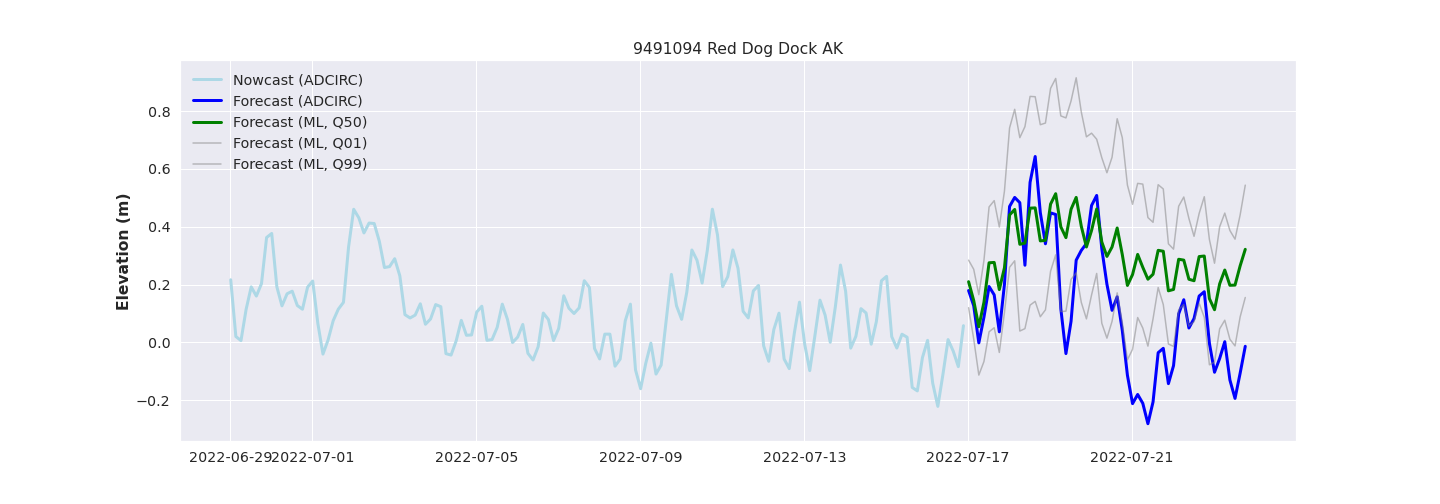 9491094 Red Dog Dock AK
Nowcast (ADCIRC)
Forecast (ADCIRC)
Forecast (ML, Q50)
Forecast (ML, Q01)
Forecast (ML, Q99)
Elevation (m)
0.8
0.6
0.4
0.2
0.0
−0.2
2022-06-29 2022-07-01 2022-07-05 2022-07-09 2022-07-13 2022-07-17 2022-07-21